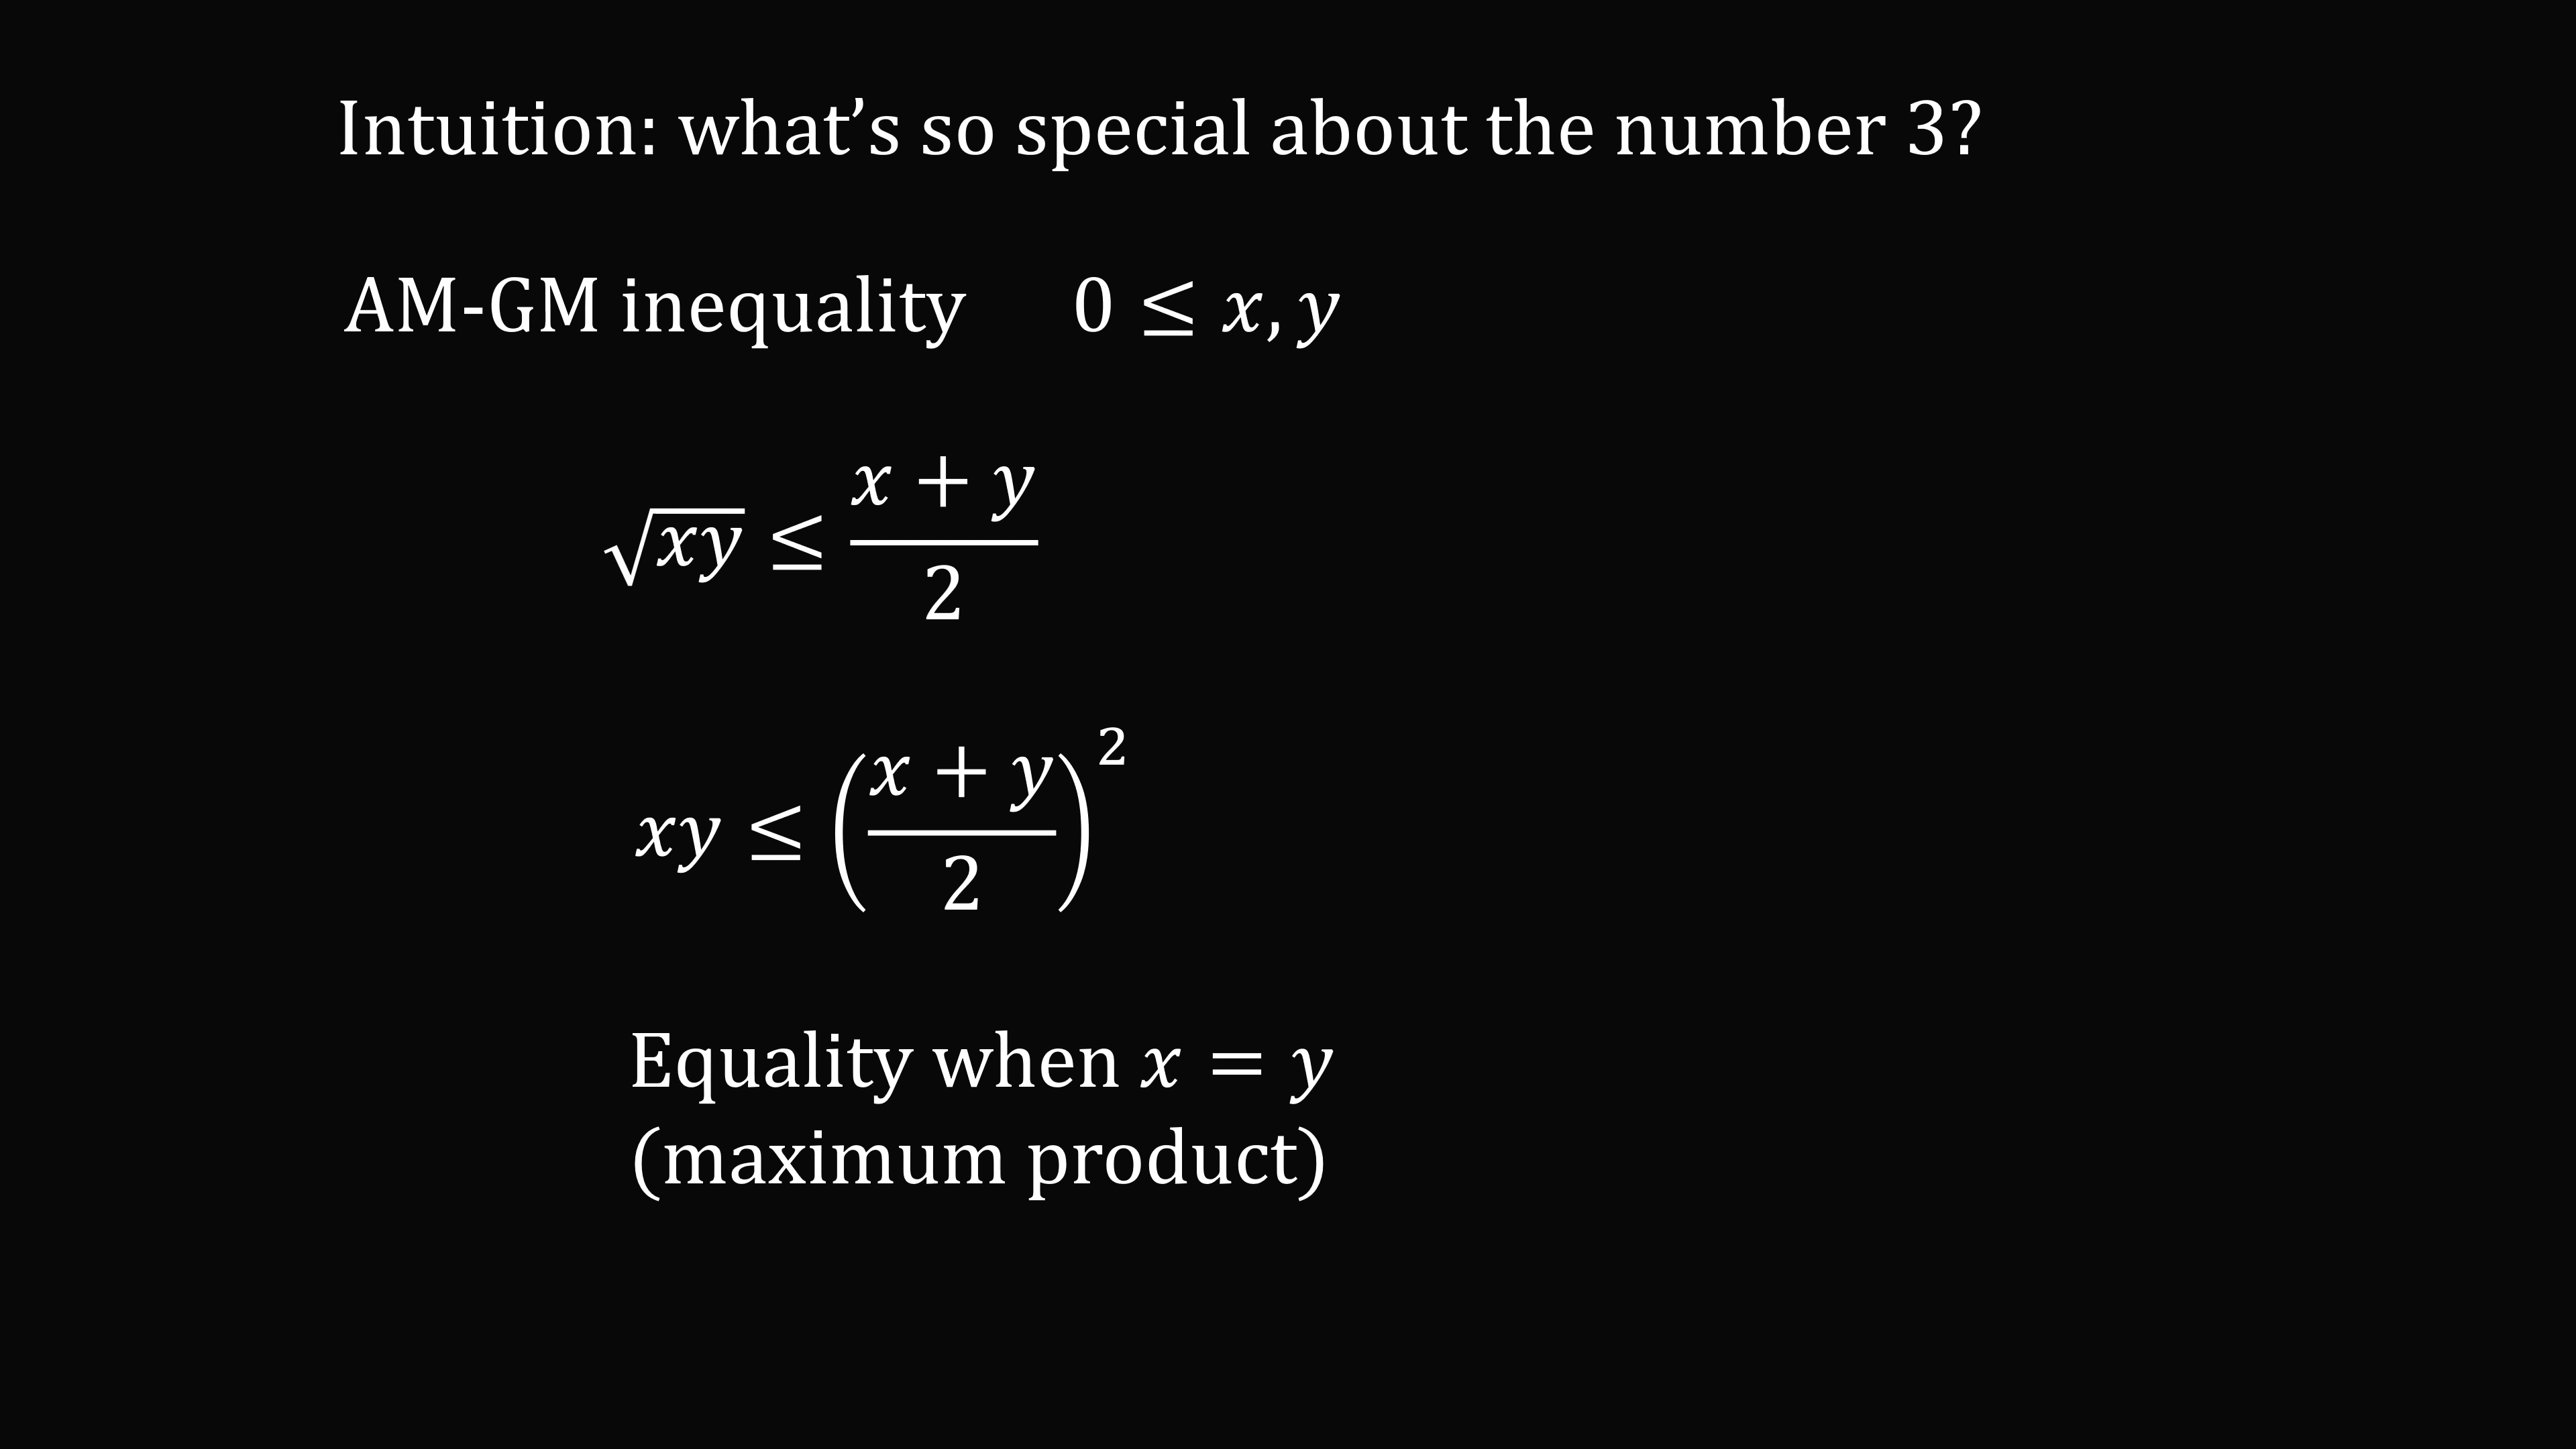 Intuition: what’s so special about the number 3?
AM-GM inequality 0 ≤ x, y
√xy ≤ (x + y)/2
xy ≤ ((x + y)/2)²
Equality when x = y
(maximum product)